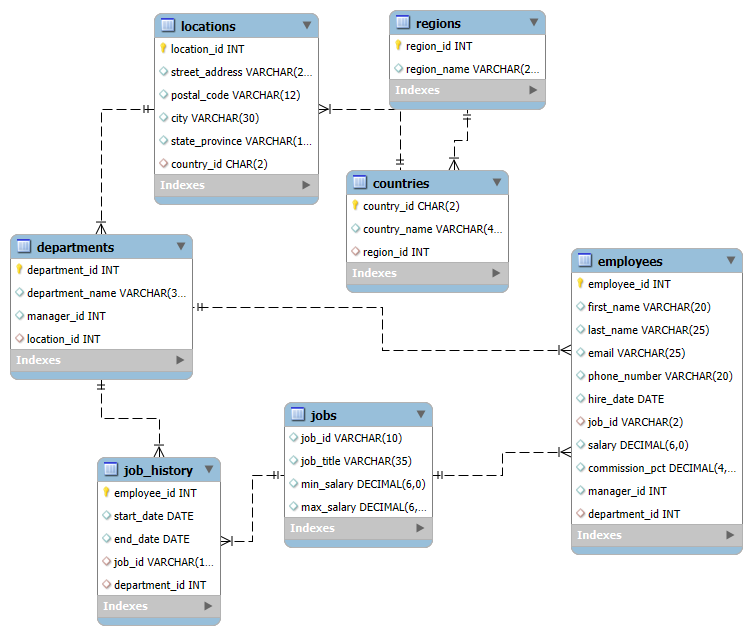 locations
location_id INT
street_address VARCHAR(2...
postal_code VARCHAR(12)
city VARCHAR(30)
state_province VARCHAR(1...
country_id CHAR(2)
Indexes
regions
region_id INT
region_name VARCHAR(2...
Indexes
countries
country_id CHAR(2)
country_name VARCHAR(4...
region_id INT
Indexes
departments
department_id INT
department_name VARCHAR(3...
manager_id INT
location_id INT
Indexes
employees
employee_id INT
first_name VARCHAR(20)
last_name VARCHAR(25)
email VARCHAR(25)
phone_number VARCHAR(20)
hire_date DATE
job_id VARCHAR(2)
salary DECIMAL(6,0)
commission_pct DECIMAL(4,...
manager_id INT
department_id INT
Indexes
jobs
job_id VARCHAR(10)
job_title VARCHAR(35)
min_salary DECIMAL(6,0)
max_salary DECIMAL(6,...
Indexes
job_history
employee_id INT
start_date DATE
end_date DATE
job_id VARCHAR(1...
department_id INT
Indexes